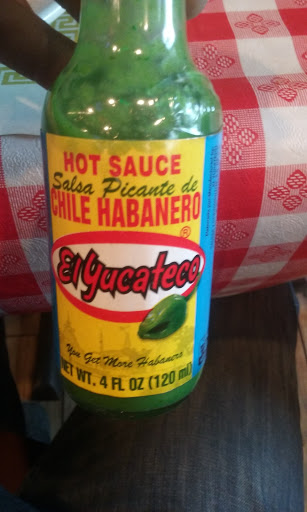 HOT SAUCE
Salsa Picante de
CHILE HABANERO
®
El Yucateco
You Get More Habanero
NET WT. 4 FL OZ (120 ml)